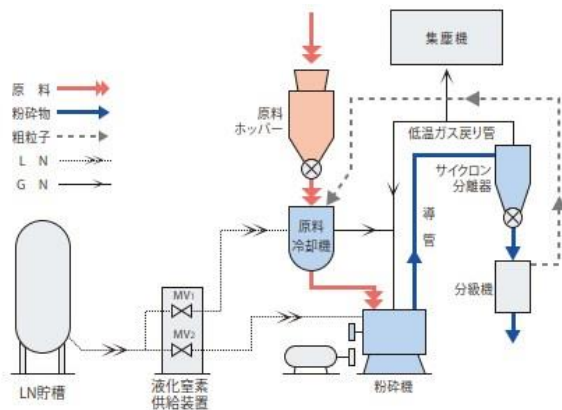 集塵機
原 料
粉砕物
粗粒子
L N
G N
原料
ホッパー
低温ガス戻り管
サイクロン
分離器
原料
冷却機
導
管
MV1
MV2
分級機
LN貯槽
液化窒素
供給装置
粉砕機